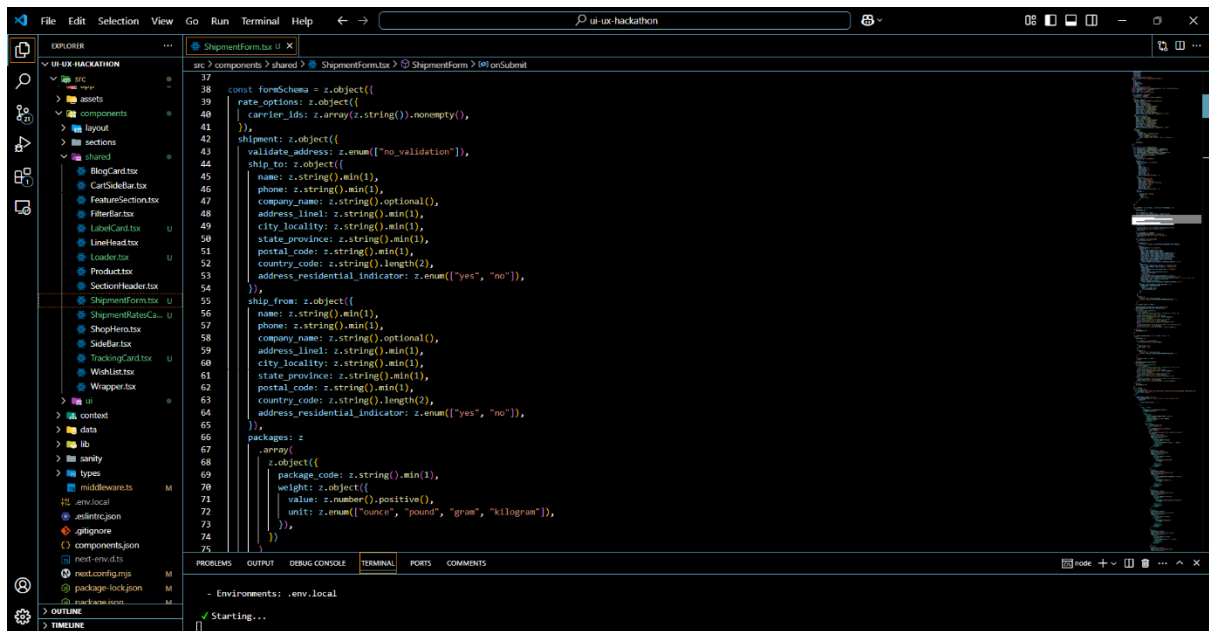 File Edit Selection View Go Run Terminal Help
ui-ux-hackathon
EXPLORER
UI-UX-HACKATHON
src
app
assets
components
layout
sections
shared
BlogCard.tsx
CartSideBar.tsx
FeatureSection.tsx
FilterBar.tsx
LabelCard.tsx U
LineHead.tsx
Loader.tsx U
Product.tsx
SectionHeader.tsx
ShipmentForm.tsx U
ShipmentRatesCa... U
ShopHero.tsx
SideBar.tsx
TrackingCard.tsx U
WishList.tsx
Wrapper.tsx
ui
context
data
lib
sanity
types
middleware.ts M
.env.local
.eslintrc.json
.gitignore
components.json
next-env.d.ts
next.config.mjs M
package-lock.json M
package.json M
OUTLINE
TIMELINE
21
1
ShipmentForm.tsx U
src > components > shared > ShipmentForm.tsx > ShipmentForm > onSubmit
37
38 const formSchema = z.object({
39 rate_options: z.object({
40 carrier_ids: z.array(z.string()).nonempty(),
41 }),
42 shipment: z.object({
43 validate_address: z.enum(["no_validation"]),
44 ship_to: z.object({
45 name: z.string().min(1),
46 phone: z.string().min(1),
47 company_name: z.string().optional(),
48 address_line1: z.string().min(1),
49 city_locality: z.string().min(1),
50 state_province: z.string().min(1),
51 postal_code: z.string().min(1),
52 country_code: z.string().length(2),
53 address_residential_indicator: z.enum(["yes", "no"]),
54 }),
55 ship_from: z.object({
56 name: z.string().min(1),
57 phone: z.string().min(1),
58 company_name: z.string().optional(),
59 address_line1: z.string().min(1),
60 city_locality: z.string().min(1),
61 state_province: z.string().min(1),
62 postal_code: z.string().min(1),
63 country_code: z.string().length(2),
64 address_residential_indicator: z.enum(["yes", "no"]),
65 }),
66 packages: z
67 .array(
68 z.object({
69 package_code: z.string().min(1),
70 weight: z.object({
71 value: z.number().positive(),
72 unit: z.enum(["ounce", "pound", "gram", "kilogram"]),
73 }),
74 })
75 )
PROBLEMS OUTPUT DEBUG CONSOLE TERMINAL PORTS COMMENTS
node
- Environments: .env.local
✓ Starting...